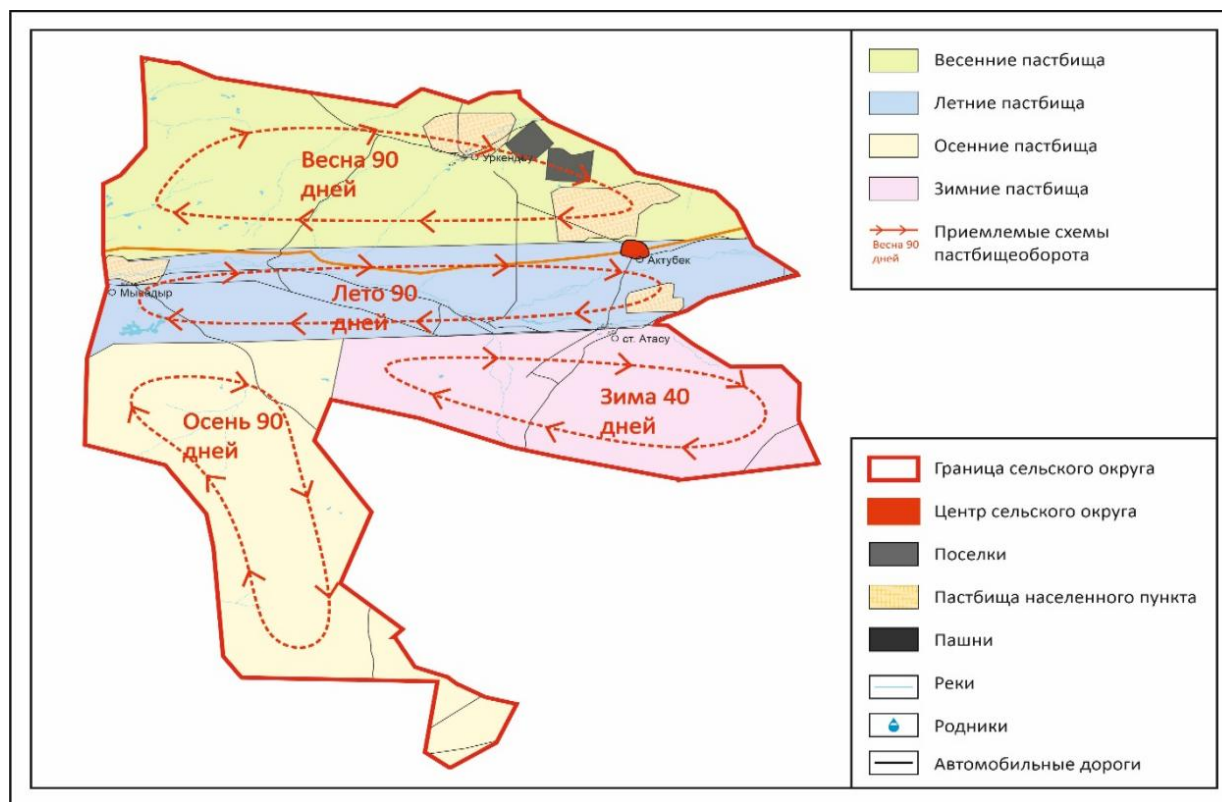 Весна 90
дней
Уркендеу
Актубек
Мынадыр
Лето 90
дней
ст. Атасу
Зима 40
дней
Осень 90
дней
Весенние пастбища
Летние пастбища
Осенние пастбища
Зимние пастбища
Весна 90
дней
Приемлемые схемы
пастбищеоборота
Граница сельского округа
Центр сельского округа
Поселки
Пастбища населенного пункта
Пашни
Реки
Родники
Автомобильные дороги